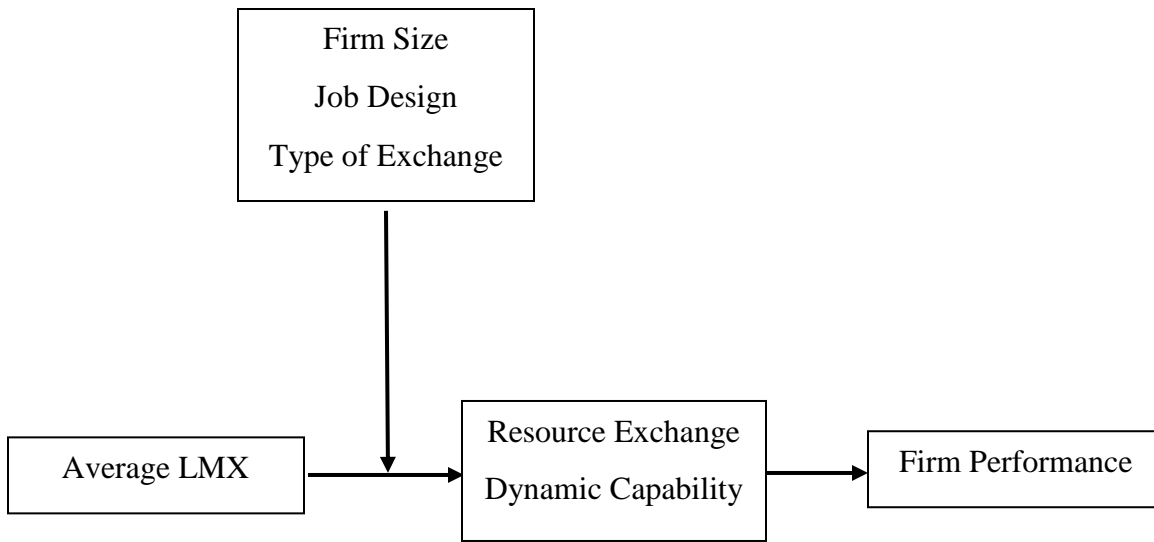 Firm Size
Job Design
Type of Exchange
Average LMX
Resource Exchange
Dynamic Capability
Firm Performance